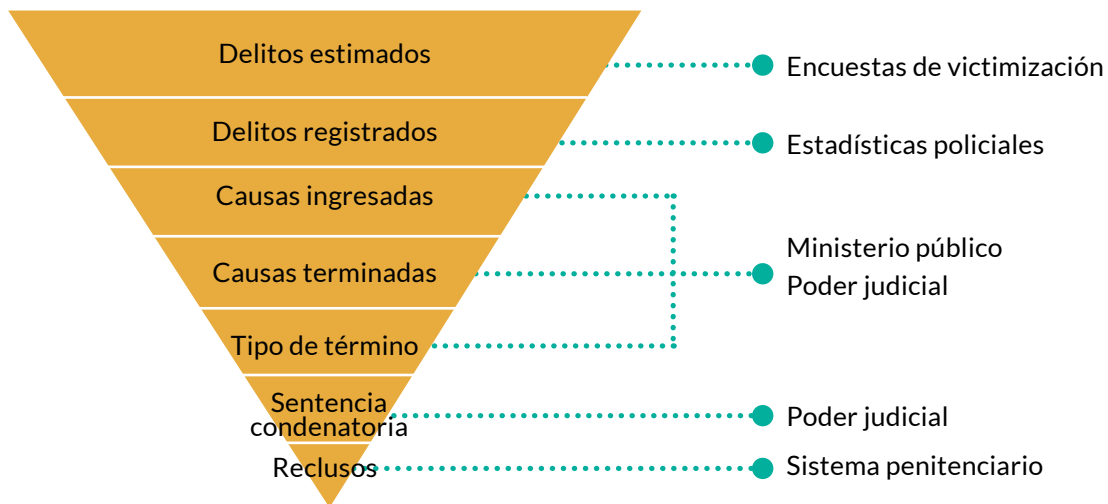 Delitos estimados
Encuestas de victimización
Delitos registrados
Estadísticas policiales
Causas ingresadas
Causas terminadas
Ministerio público
Poder judicial
Tipo de término
Sentencia
condenatoria
Poder judicial
Reclusos
Sistema penitenciario